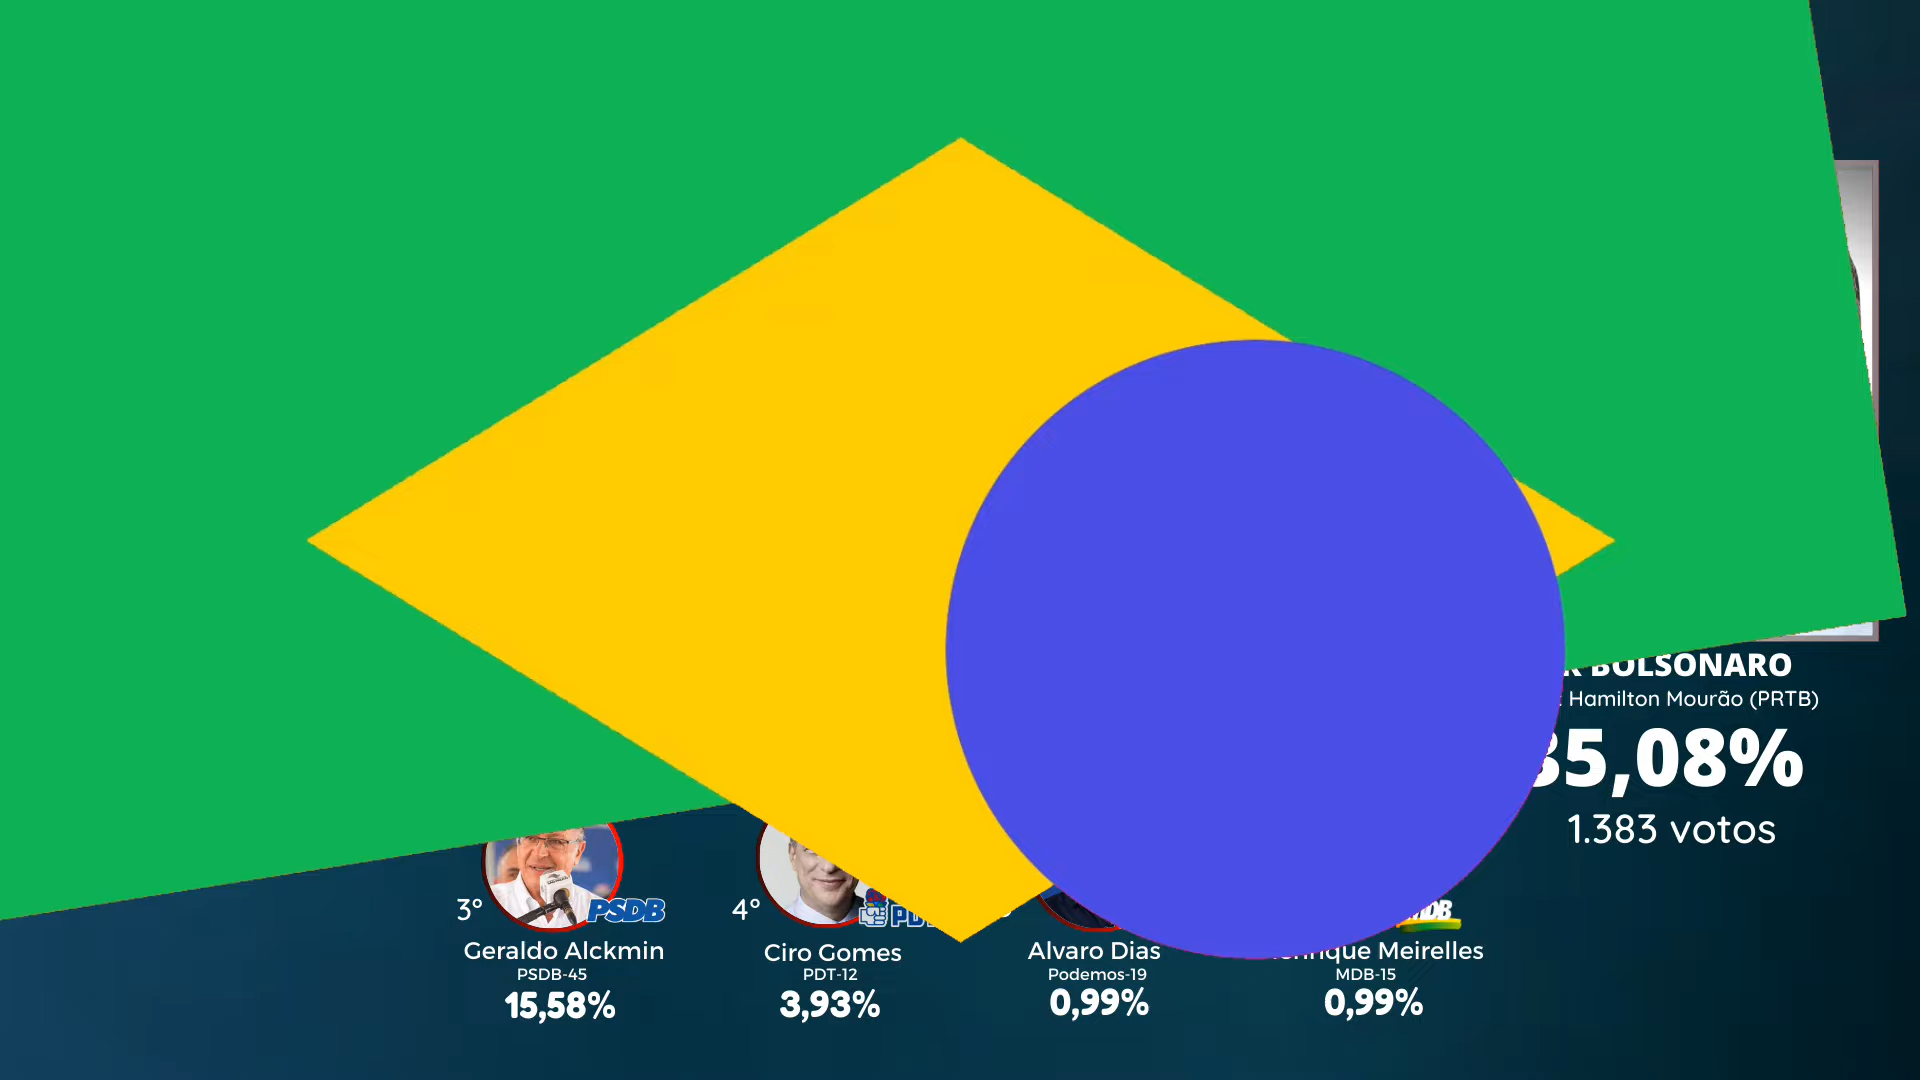 BOLSONARO
Hamilton Mourão (PRTB)
35,08%
1.383 votos
3° PSDB
Geraldo Alckmin
PSDB-45
15,58%
4°
Ciro Gomes
PDT-12
3,93%
Alvaro Dias
Podemos-19
0,99%
Meirelles
MDB-15
0,99%